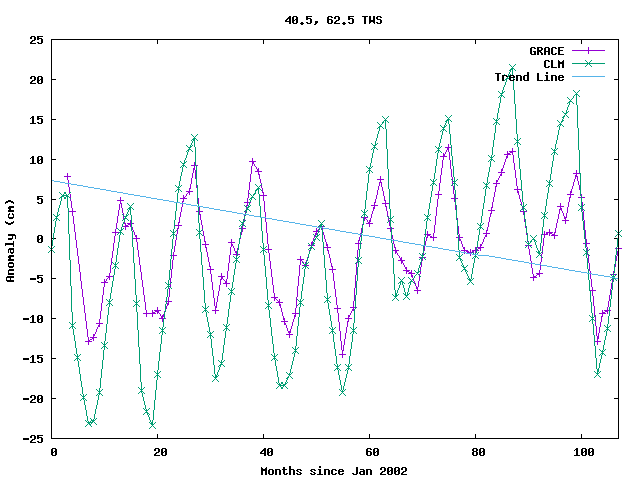 40.5, 62.5 TWS
GRACE
CLM
Trend Line
25
20
15
10
5
0
-5
-10
-15
-20
-25
Anomaly (cm)
0 20 40 60 80 100
Months since Jan 2002